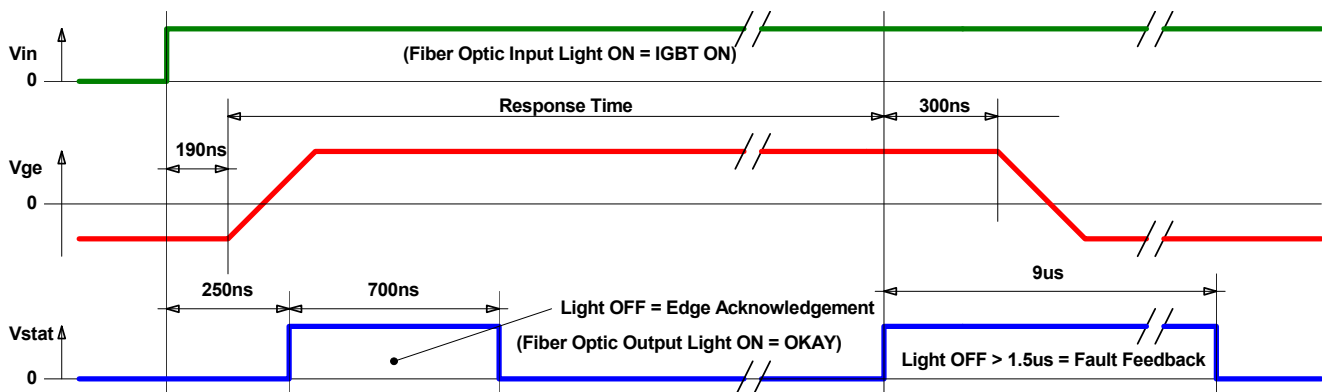 Vin
0
(Fiber Optic Input Light ON = IGBT ON)
Response Time
300ns
190ns
Vge
0
250ns
700ns
9us
Light OFF = Edge Acknowledgement
(Fiber Optic Output Light ON = OKAY)
Vstat
0
Light OFF > 1.5us = Fault Feedback